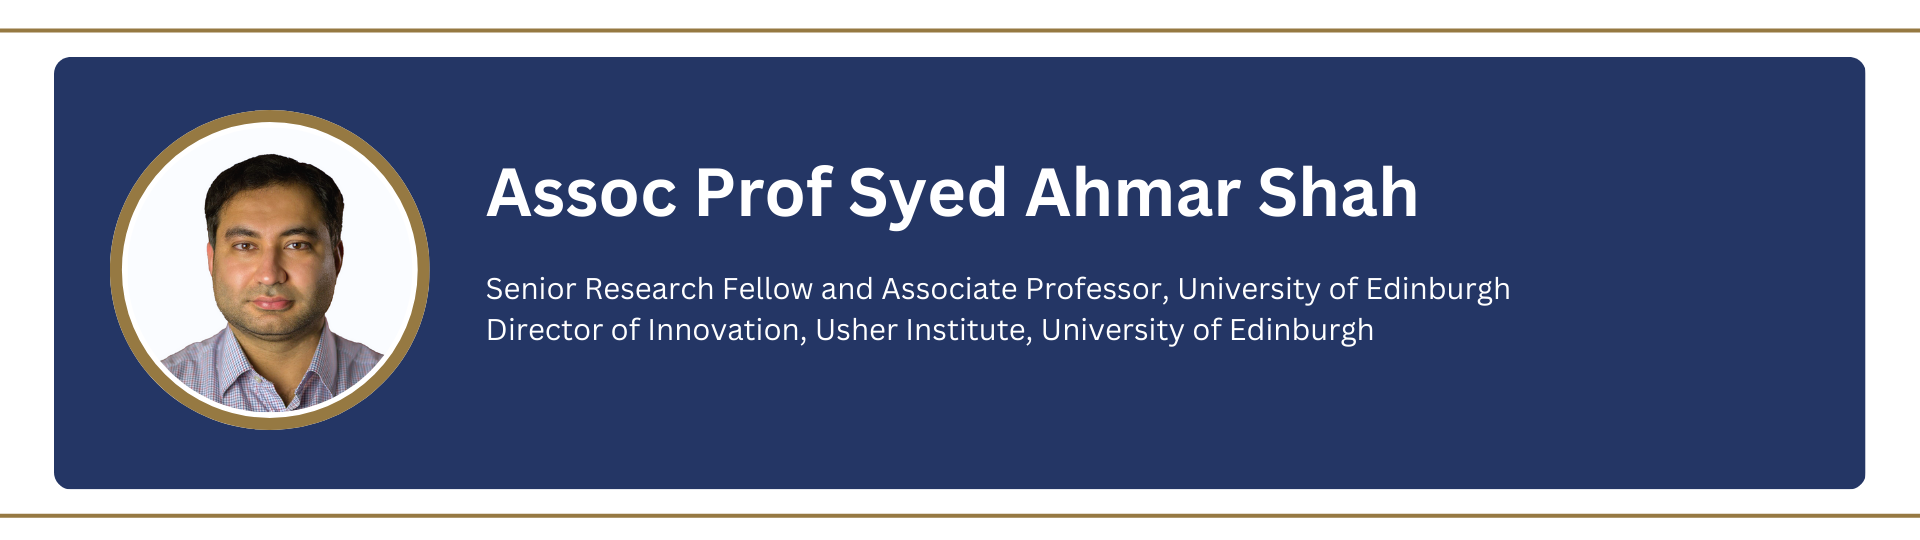 Assoc Prof Syed Ahmar Shah
Senior Research Fellow and Associate Professor, University of Edinburgh
Director of Innovation, Usher Institute, University of Edinburgh